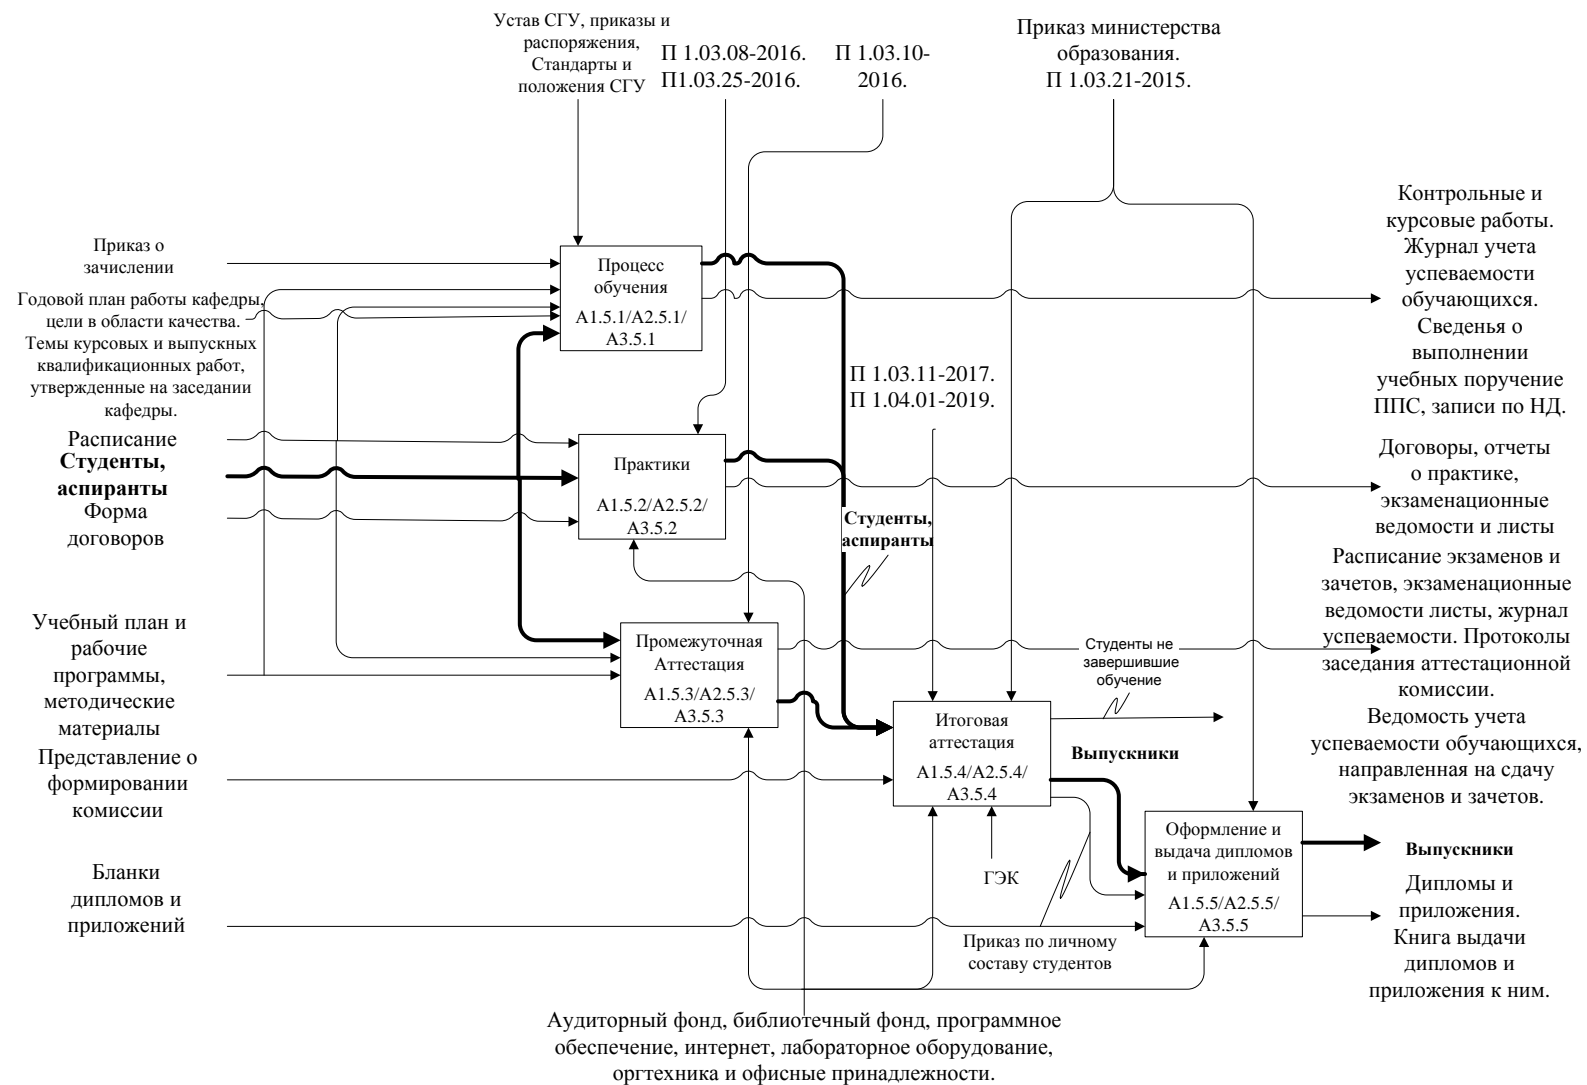 Устав СГУ, приказы и
распоряжения,
Стандарты и
положения СГУ
П 1.03.08-2016.
П1.03.25-2016.
П 1.03.10-
2016.
Приказ министерства
образования.
П 1.03.21-2015.
Приказ о
зачислении
Годовой план работы кафедры,
цели в области качества.
Темы курсовых и выпускных
квалификационных работ,
утвержденные на заседании
кафедры.
Расписание
Студенты,
аспиранты
Форма
договоров
Учебный план и
рабочие
программы,
методические
материалы
Представление о
формировании
комиссии
Бланки
дипломов и
приложений
Процесс
обучения
А1.5.1/А2.5.1/
А3.5.1
Практики
А1.5.2/А2.5.2/
А3.5.2
Промежуточная
Аттестация
А1.5.3/А2.5.3/
А3.5.3
П 1.03.11-2017.
П 1.04.01-2019.
Студенты,
аспиранты
Студенты не
завершившие
обучение
Итоговая
аттестация
А1.5.4/А2.5.4/
А3.5.4
Выпускники
ГЭК
Оформление и
выдача дипломов
и приложений
А1.5.5/А2.5.5/
А3.5.5
Приказ по личному
составу студентов
Контрольные и
курсовые работы.
Журнал учета
успеваемости
обучающихся.
Сведенья о
выполнении
учебных поручение
ППС, записи по НД.
Договоры, отчеты
о практике,
экзаменационные
ведомости и листы
Расписание экзаменов и
зачетов, экзаменационные
ведомости листы, журнал
успеваемости. Протоколы
заседания аттестационной
комиссии.
Ведомость учета
успеваемости обучающихся,
направленная на сдачу
экзаменов и зачетов.
Выпускники
Дипломы и
приложения.
Книга выдачи
дипломов и
приложения к ним.
Аудиторный фонд, библиотечный фонд, программное
обеспечение, интернет, лабораторное оборудование,
оргтехника и офисные принадлежности.